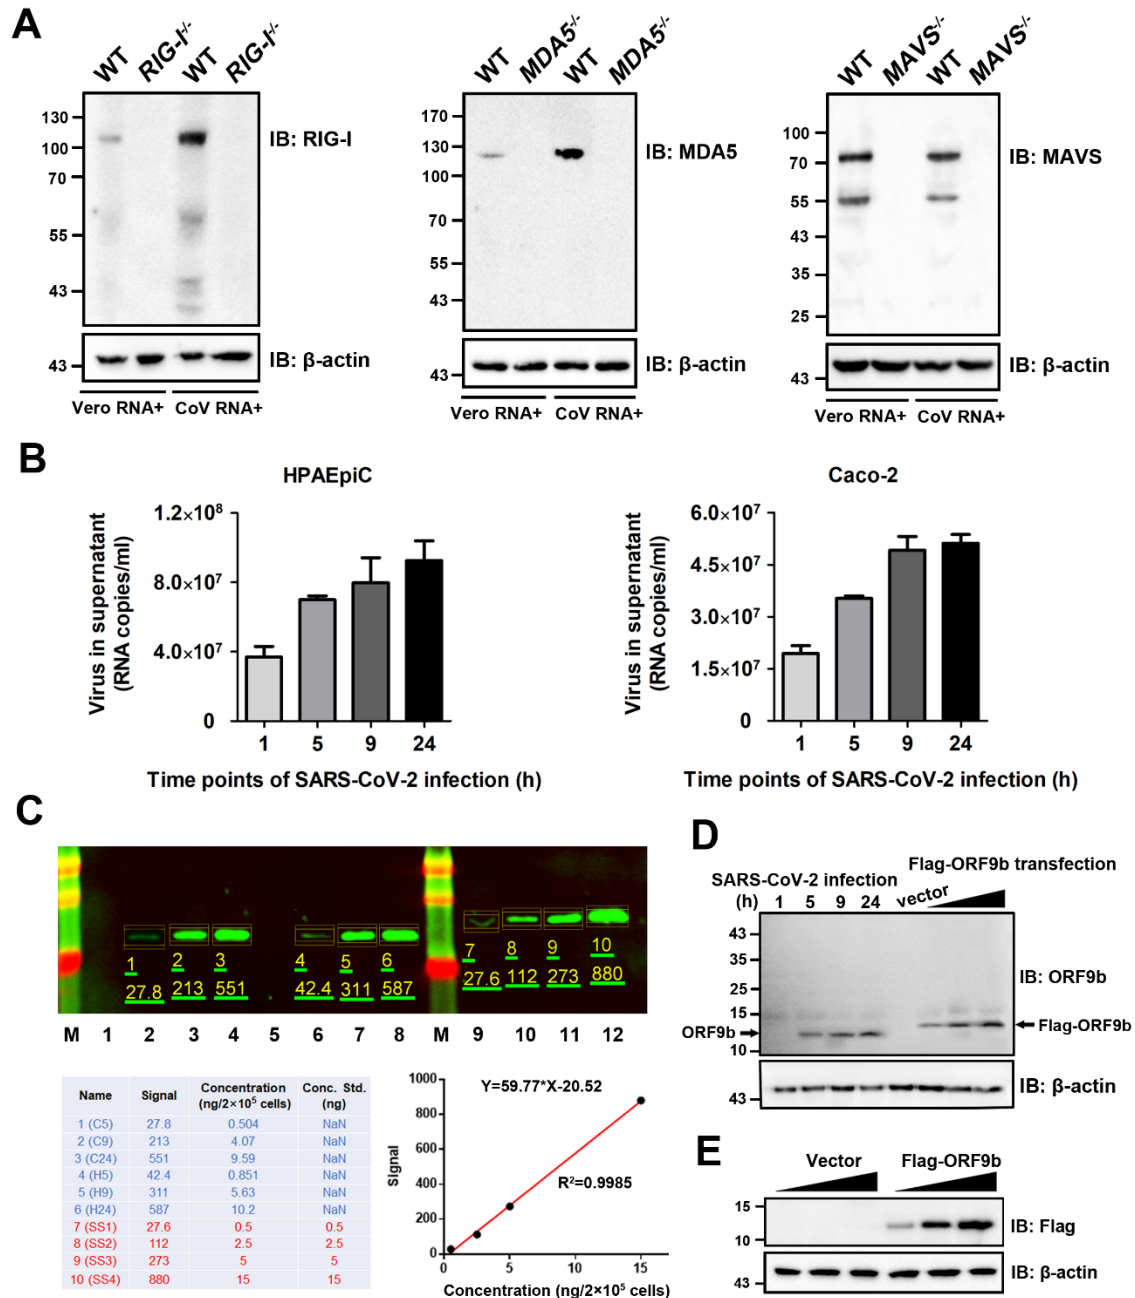 A
WT RIG-I-/- WT RIG-I-/-
130
100
55
43
IB: RIG-I
43
IB: β-actin
Vero RNA+ CoV RNA+
WT MDA5-/- WT MDA5-/-
170
130
100
70
55
43
IB: MDA5
43
IB: β-actin
Vero RNA+ CoV RNA+
WT MAVS-/- WT MAVS-/-
100
70
55
43
35
25
IB: MAVS
43
IB: β-actin
Vero RNA+ CoV RNA+
B
HPAEpiC
Virus in supernatant
(RNA copies/ml)
1.2×10⁸
8.0×10⁷
4.0×10⁷
0
1 5 9 24
Time points of SARS-CoV-2 infection (h)
Caco-2
Virus in supernatant
(RNA copies/ml)
6.0×10⁷
4.5×10⁷
3.0×10⁷
1.5×10⁷
0
1 5 9 24
Time points of SARS-CoV-2 infection (h)
C
1 2 3 4 5 6 7 8 9 10
27.8 213 551 42.4 311 587 27.6 112 273 880
M 1 2 3 4 5 6 7 8 M 9 10 11 12
Name Signal Concentration (ng/2×10⁵ cells) Conc. Std. (ng)
1 (C5) 27.8 0.504 NaN
2 (C9) 213 4.07 NaN
3 (C24) 551 9.59 NaN
4 (H5) 42.4 0.851 NaN
5 (H9) 311 5.63 NaN
6 (H24) 587 10.2 NaN
7 (SS1) 27.6 0.5 0.5
8 (SS2) 112 2.5 2.5
9 (SS3) 273 5 5
10 (SS4) 880 15 15
Y=59.77*X-20.52
R²=0.9985
Signal
1000
800
600
400
200
0
0 5 10 15
Concentration (ng/2×10⁵ cells)
D
SARS-CoV-2 infection
(h) 1 5 9 24
vector
Flag-ORF9b transfection
43
35
25
15
10
IB: ORF9b
ORF9b
Flag-ORF9b
43
IB: β-actin
E
Vector Flag-ORF9b
15
10
IB: Flag
43
IB: β-actin